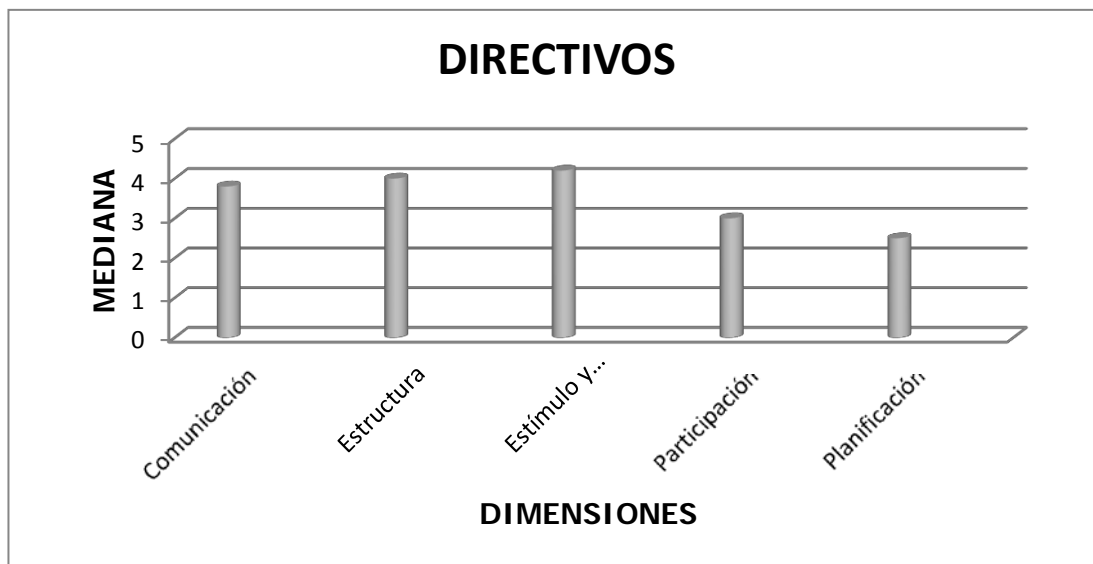 DIRECTIVOS
MEDIANA
5
4
3
2
1
0
Comunicación
Estructura
Estímulo y...
Participación
Planificación
DIMENSIONES